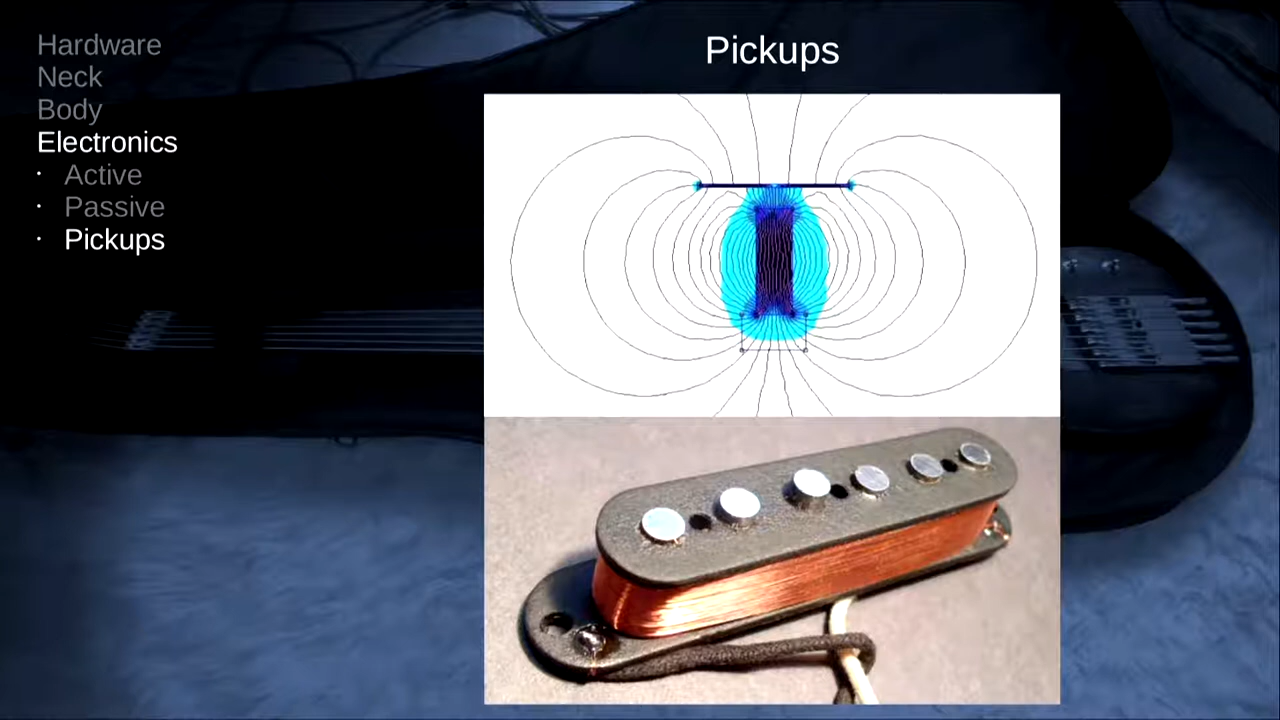 Hardware
Neck
Body
Electronics
· Active
· Passive
· Pickups
Pickups